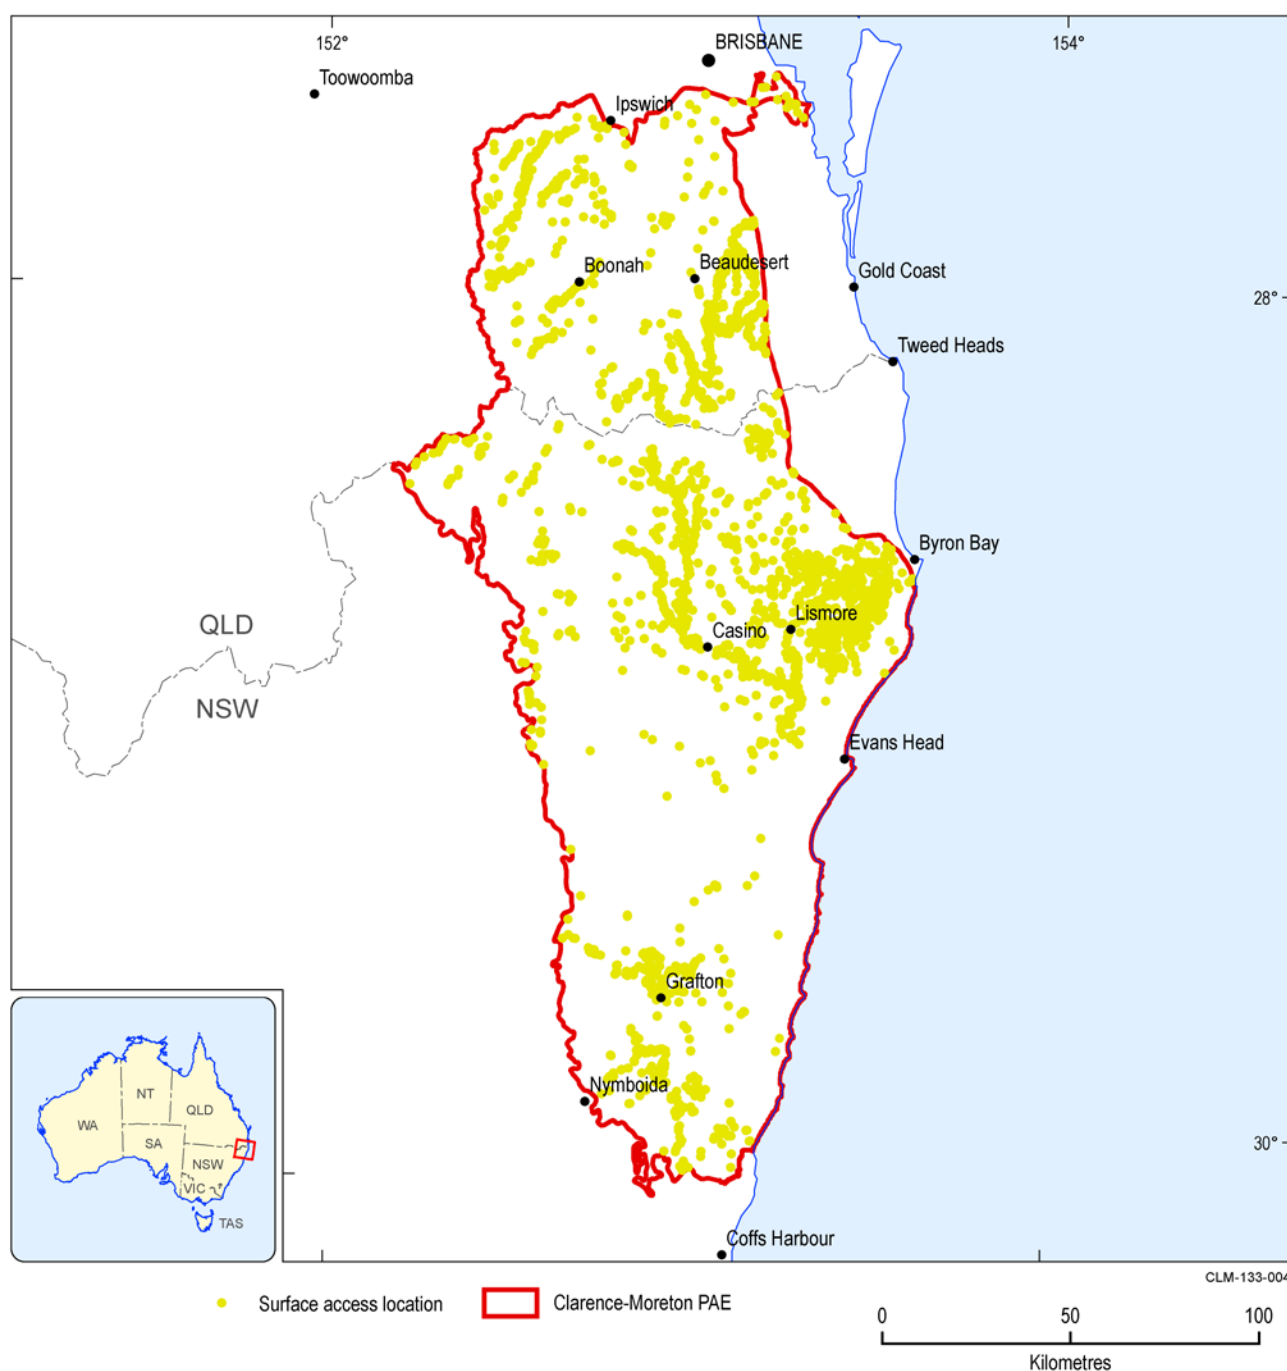 152°
154°
BRISBANE
Toowoomba
Ipswich
Boonah
Beaudesert
Gold Coast
28°
Tweed Heads
Byron Bay
QLD
Lismore
Casino
NSW
Evans Head
Grafton
Nymboida
30°
Coffs Harbour
WA
NT
QLD
SA
NSW
VIC
TAS
CLM-133-004
Surface access location
Clarence-Moreton PAE
0 50 100
Kilometres